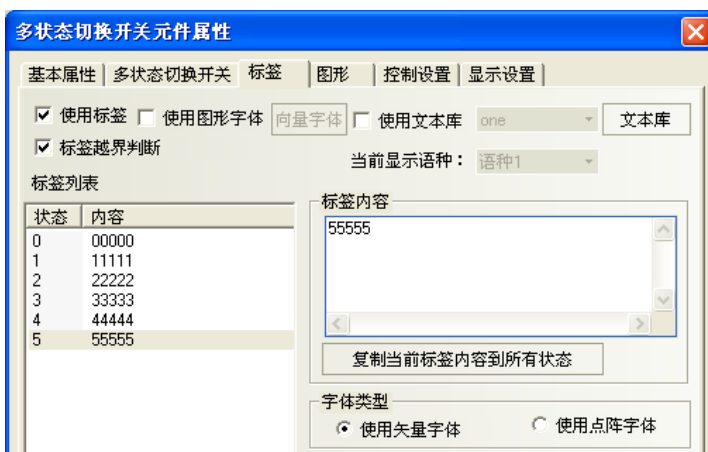 多状态切换开关元件属性
基本属性 多状态切换开关 标签 图形 控制设置 显示设置
使用标签 使用图形字体 向量字体 使用文本库 one 文本库
标签越界判断
当前显示语种： 语种1
标签列表
标签内容
状态 内容
55555
0 00000
1 11111
2 22222
3 33333
4 44444
5 55555
复制当前标签内容到所有状态
字体类型
使用矢量字体 使用点阵字体